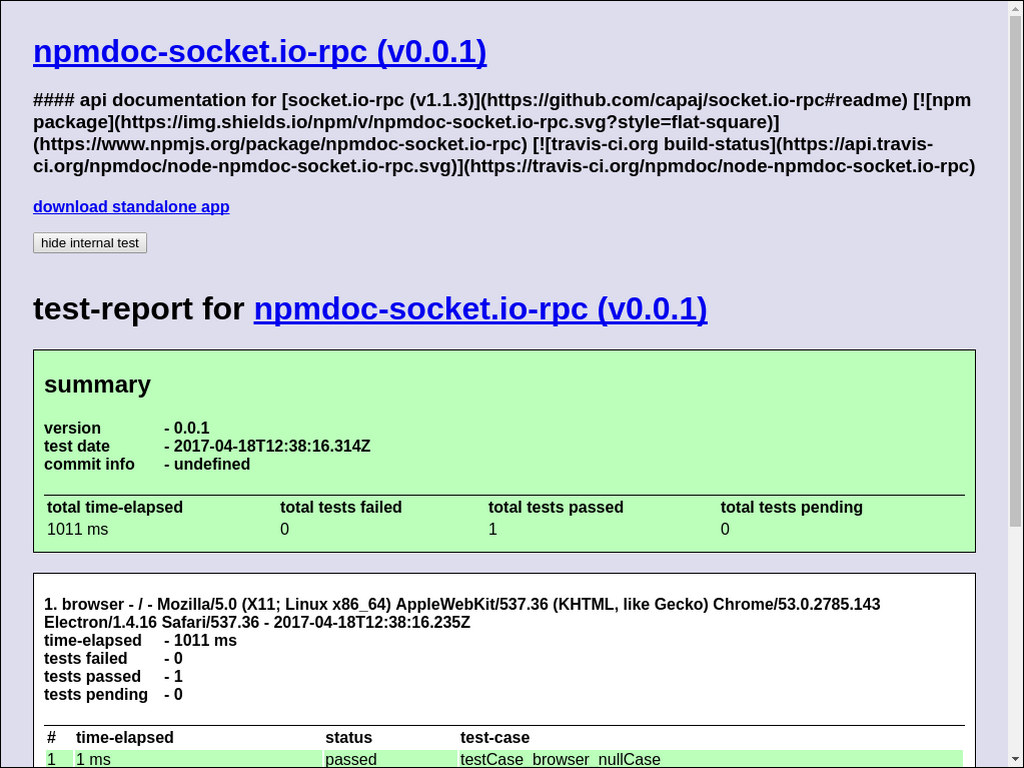 npmdoc-socket.io-rpc (v0.0.1)
#### api documentation for [socket.io-rpc (v1.1.3)](https://github.com/capaj/socket.io-rpc#readme) [![npm
package](https://img.shields.io/npm/v/npmdoc-socket.io-rpc.svg?style=flat-square)]
(https://www.npmjs.org/package/npmdoc-socket.io-rpc) [![travis-ci.org build-status](https://api.travis-
ci.org/npmdoc/node-npmdoc-socket.io-rpc.svg)](https://travis-ci.org/npmdoc/node-npmdoc-socket.io-rpc)
download standalone app
hide internal test
test-report for npmdoc-socket.io-rpc (v0.0.1)
summary
version - 0.0.1
test date - 2017-04-18T12:38:16.314Z
commit info - undefined
total time-elapsed total tests failed total tests passed total tests pending
1011 ms 0 1 0
1. browser - / - Mozilla/5.0 (X11; Linux x86_64) AppleWebKit/537.36 (KHTML, like Gecko) Chrome/53.0.2785.143
Electron/1.4.16 Safari/537.36 - 2017-04-18T12:38:16.235Z
time-elapsed - 1011 ms
tests failed - 0
tests passed - 1
tests pending - 0
# time-elapsed status test-case
1 1 ms passed testCase_browser_nullCase